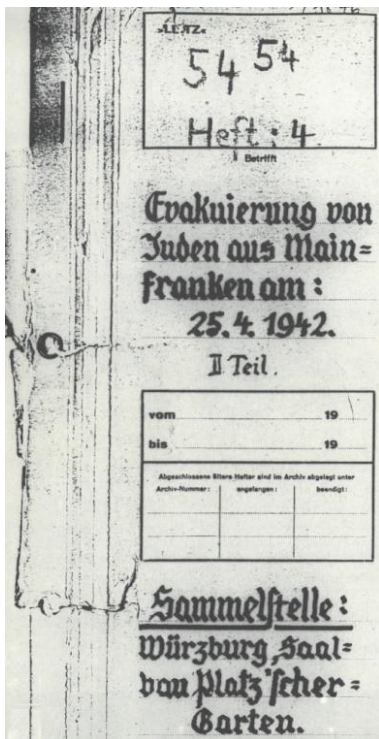 »LEITZ«
54 54
Heft: 4
Betrifft
Evakuierung von
Juden aus Main=
franken am:
25.4. 1942.
II Teil.
vom 19
bis 19
Abgeschlossene ältere Hefter sind im Archiv abgelegt unter
Archiv-Nummer: angefangen: beendigt:
Sammelstelle:
Würzburg, Saal=
bau Platz'scher=
Garten.